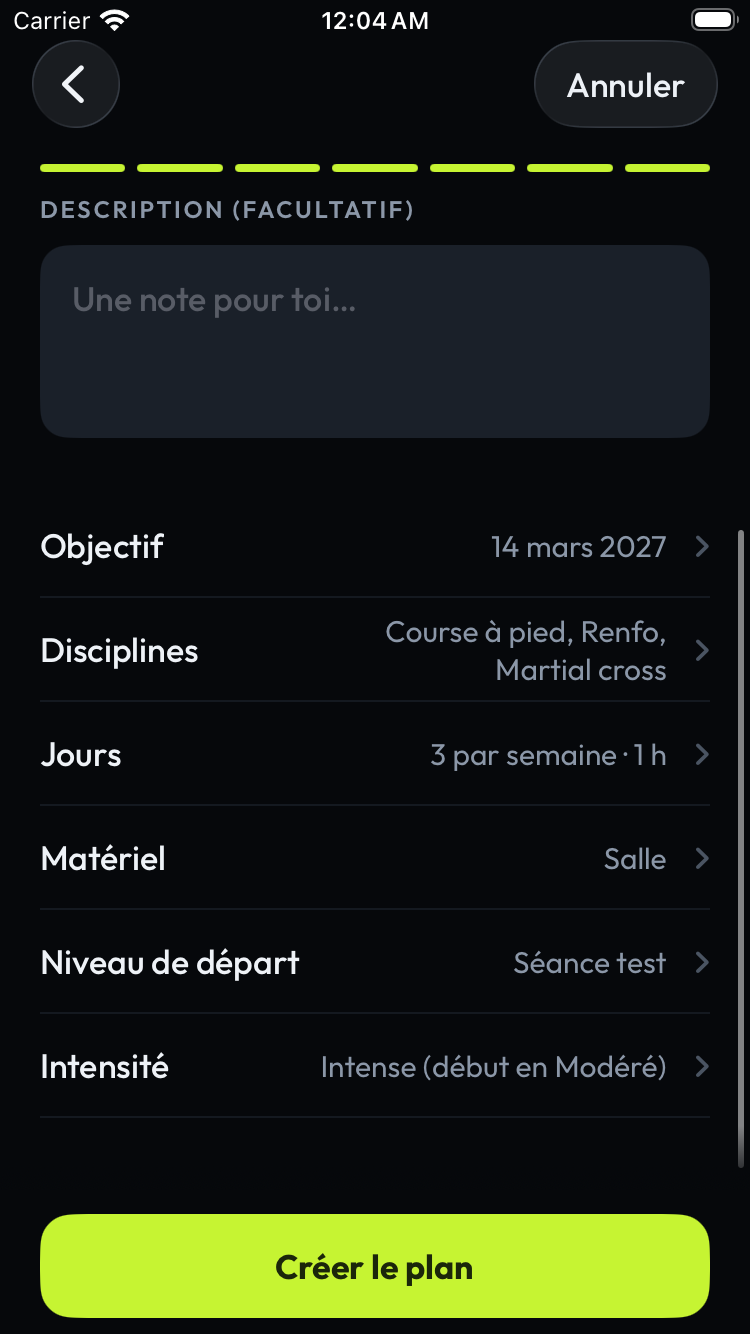 Carrier 12:04 AM
Annuler
DESCRIPTION (FACULTATIF)
Une note pour toi…
Objectif 14 mars 2027
Disciplines Course à pied, Renfo,
Martial cross
Jours 3 par semaine · 1 h
Matériel Salle
Niveau de départ Séance test
Intensité Intense (début en Modéré)
Créer le plan